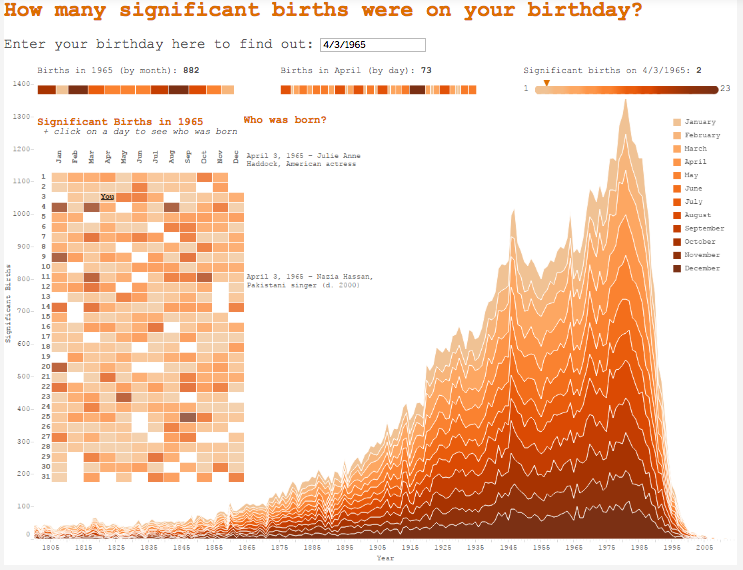 How many significant births were on your birthday?
Enter your birthday here to find out: 4/3/1965
Births in 1965 (by month): 882
Births in April (by day): 73
Significant births on 4/3/1965: 2
1 23
Significant Births in 1965
+ click on a day to see who was born
Who was born?
April 3, 1965 - Julie Anne
Haddock, American actress
April 3, 1965 - Nazia Hassan,
Pakistani singer (d. 2000)
Jan Feb Mar Apr May Jun Jul Aug Sep Oct Nov Dec
1
2
3 You
4
5
6
7
8
9
10
11
12
13
14
15
16
17
18
19
20
21
22
23
24
25
26
27
28
29
30
31
January
February
March
April
May
June
July
August
September
October
November
December
Significant Births
1400
1300
1200
1100
1000
900
800
700
600
500
400
300
200
100
0
1805 1815 1825 1835 1845 1855 1865 1875 1885 1895 1905 1915 1925 1935 1945 1955 1965 1975 1985 1995 2005
Year